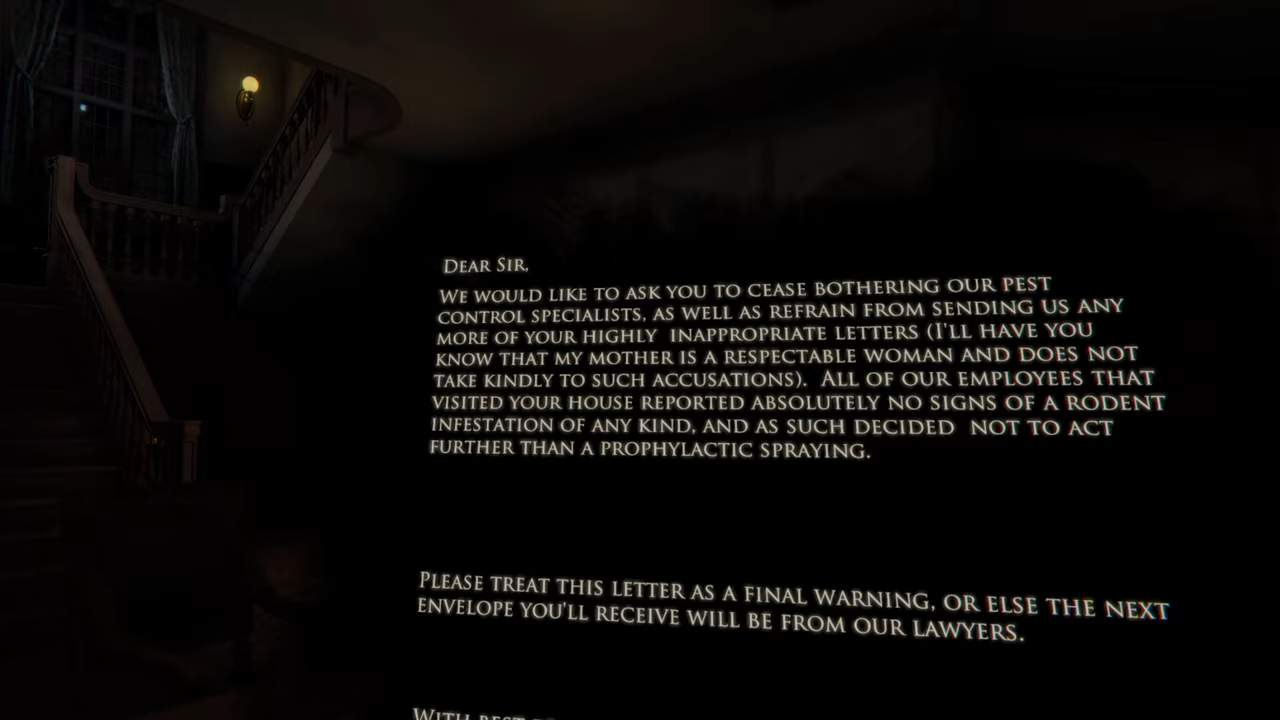 Dear Sir,
We would like to ask you to cease bothering our pest
control specialists, as well as refrain from sending us any
more of your highly  inappropriate letters (I'll have you
know that my mother is a respectable woman and does not
take kindly to such accusations).  All of our employees that
visited your house reported absolutely no signs of a rodent
infestation of any kind, and as such decided  not to act
further than a prophylactic spraying.
Please treat this letter as a final warning, or else the next
envelope you'll receive will be from our lawyers.
With best